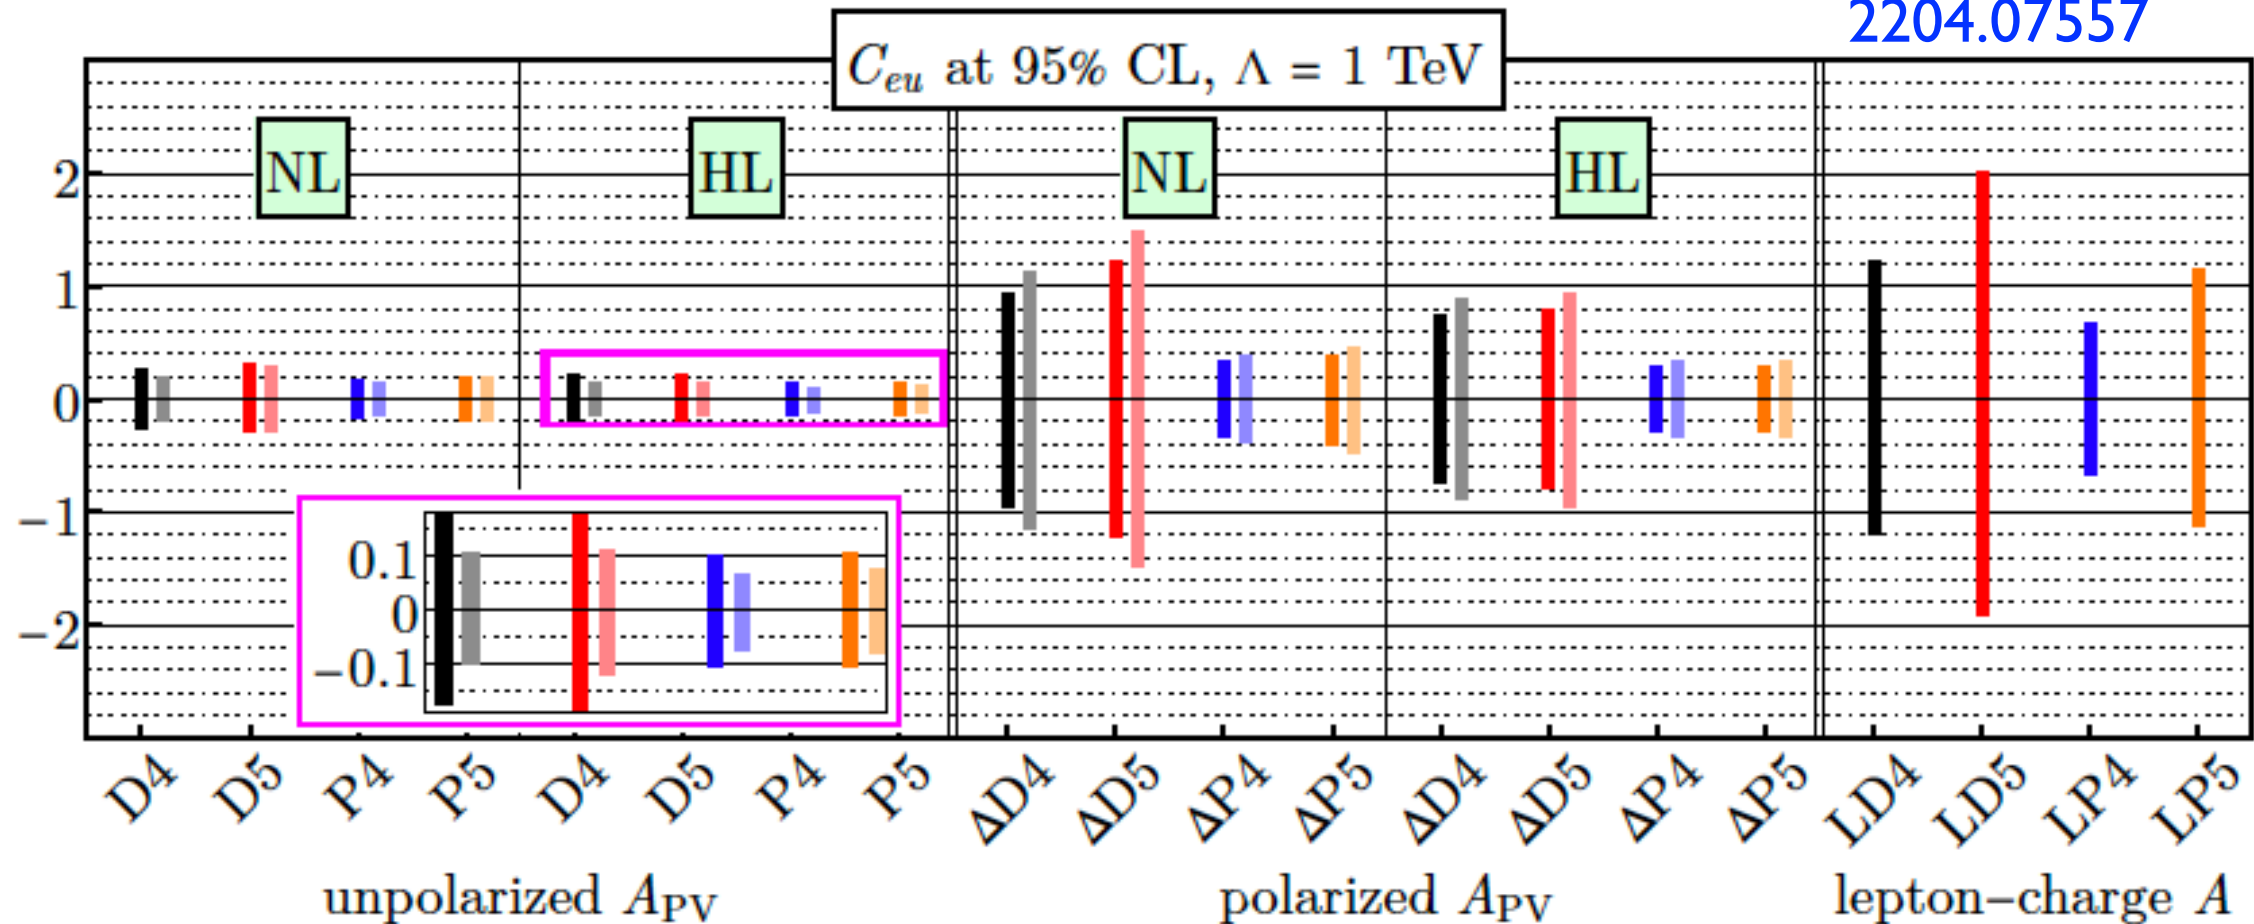 2204.07557
C_eu at 95% CL, Λ = 1 TeV
NL HL NL HL
2
1
0
−1
−2
0.1
0
−0.1
D4 D5 P4 P5 D4 D5 P4 P5 ΔD4 ΔD5 ΔP4 ΔP5 ΔD4 ΔD5 ΔP4 ΔP5 LD4 LD5 LP4 LP5
unpolarized A_PV polarized A_PV lepton−charge A